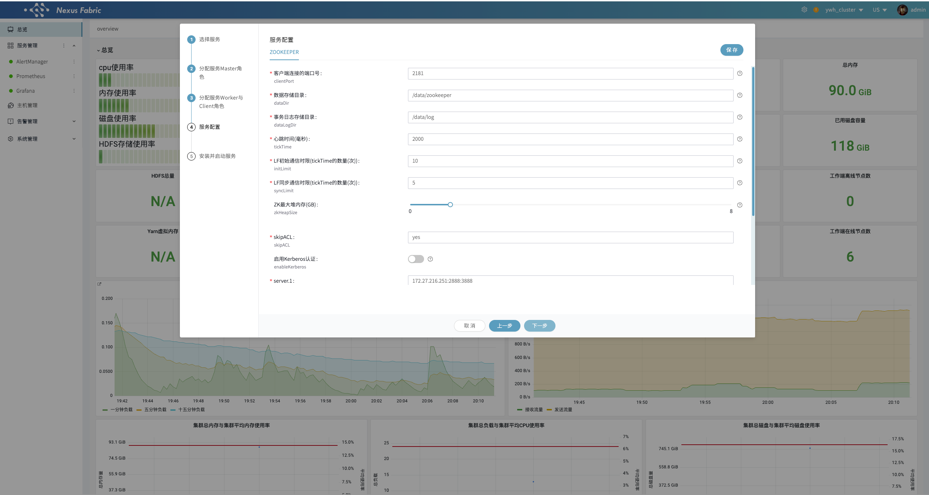 Nexus Fabric
ywk_cluster
US
admin
总览
服务管理
AlertManager
Prometheus
Grafana
主机管理
告警管理
系统管理
overview
总览
cpu使用率
内存使用率
磁盘使用率
HDFS存储使用率
HDFS总量
N/A
Yarn虚拟内存
N/A
1 选择服务
2 分配服务Master角色
3 分配服务Worker与Client角色
4 服务配置
5 安装并启动服务
服务配置
ZOOKEEPER
保存
* 客户端连接的端口号:
clientPort
2181
* 数据存储目录:
dataDir
/data/zookeeper
* 事务日志存储目录:
dataLogDir
/data/log
* 心跳时间(毫秒):
tickTime
2000
* LF初始通信时限(tickTime的数量(次)):
initLimit
10
* LF同步通信时限(tickTime的数量(次)):
syncLimit
5
ZK最大堆内存(GB):
zkHeapSize
0
8
* skipACL:
skipACL
yes
启用Kerberos认证:
enableKerberos
* server.1:
172.27.216.251:2888:3888
取消
上一步
下一步
总内存
90.0 GiB
已用磁盘容量
118 GiB
工作端离线节点数
0
工作端在线节点数
6
0.200
0.150
0.100
0.0500
0
19:42
19:44
19:46
19:48
19:50
19:52
19:54
19:56
19:58
20:00
20:02
20:04
20:06
20:08
20:10
一分钟负载
五分钟负载
十五分钟负载
800 B/s
600 B/s
400 B/s
200 B/s
0 B/s
19:45
19:50
19:55
20:00
20:05
20:10
接收流量
发送流量
集群总内存与集群平均内存使用率
93.1 GiB
74.5 GiB
55.9 GiB
37.3 GiB
15.0%
12.5%
10.0%
7.5%
集群总负载与集群平均CPU使用率
25
20
15
10
总负载
7%
6%
5%
4%
3%
集群总磁盘与集群平均磁盘使用率
745.1 GiB
558.8 GiB
372.5 GiB
17.5%
15.0%
12.5%
10.0%
7.5%